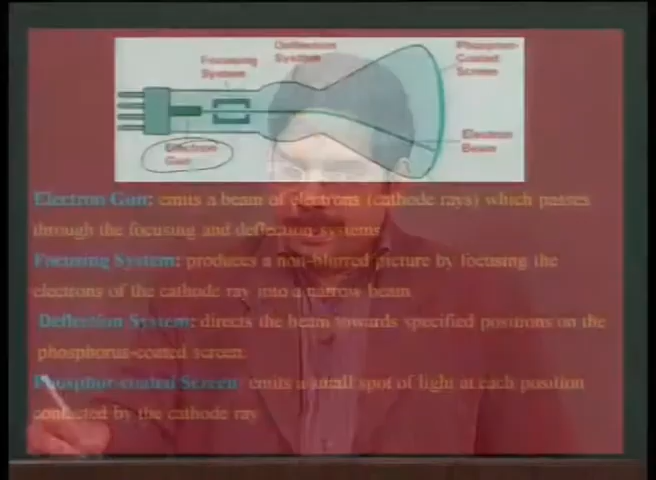 Deflection
System
Focusing
System
Phosphor-
Coated
Screen
Electron
Gun
Electron
Beam
Electron Gun: emits a beam of electrons (cathode rays) which passes
through the focusing and deflection systems
Focusing System: produces a non-blurred picture by focusing the
electrons of the cathode ray into a narrow beam
Deflection System: directs the beam towards specified positions on the
phosphorus-coated screen.
Phosphor-coated Screen emits a small spot of light at each position
contacted by the cathode ray